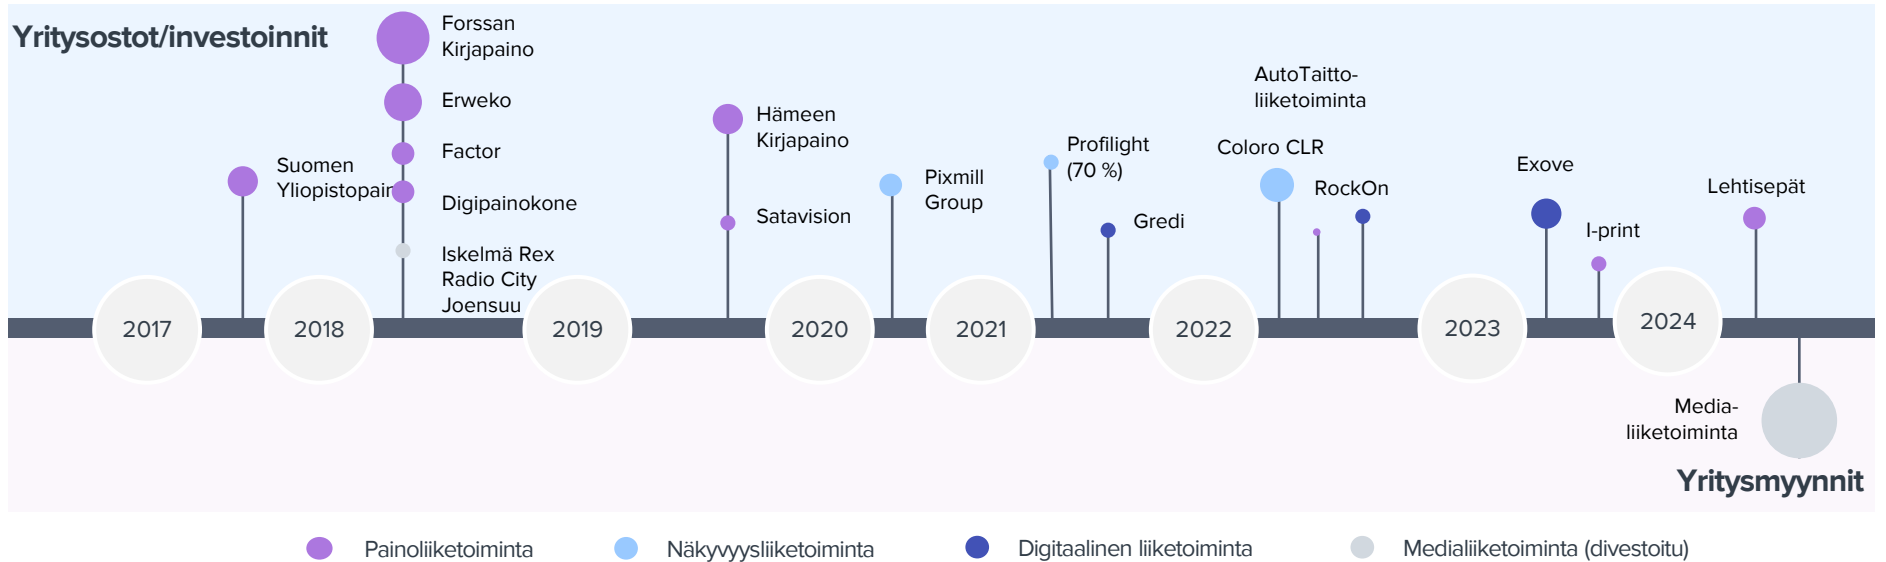 Yritysostot/investoinnit
Forssan
Kirjapaino
Erweko
Factor
Digipainokone
Iskelmä Rex
Radio City
Joensuu
Suomen
Yliopistopain
Hämeen
Kirjapaino
Satavision
Pixmill
Group
Profilight
(70 %)
Gredi
AutoTaitto-
liiketoiminta
Coloro CLR
RockOn
Exove
I-print
Lehtisepät
2017
2018
2019
2020
2021
2022
2023
2024
Media-
liiketoiminta
Yritysmyynnit
Painoliiketoiminta
Näkyvyysliiketoiminta
Digitaalinen liiketoiminta
Medialiiketoiminta (divestoitu)